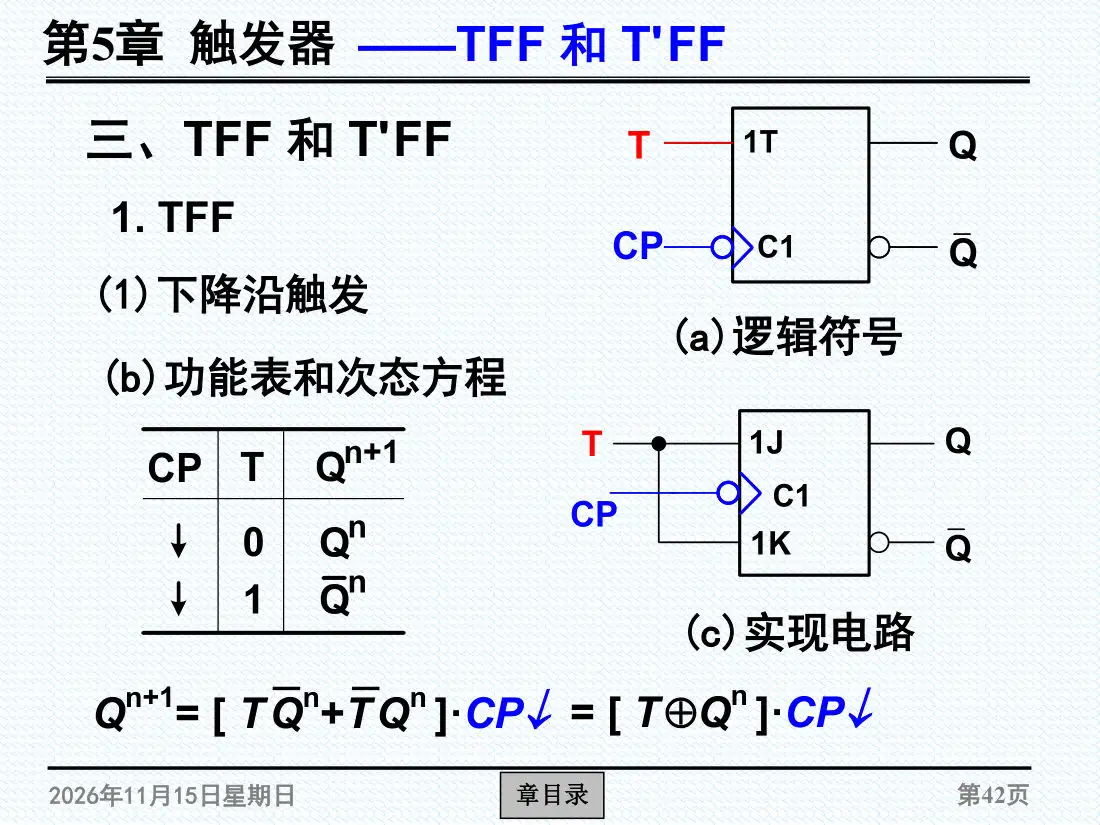 第5章 触发器 ——TFF 和 T'FF
三、TFF 和 T'FF
1. TFF
(1)下降沿触发
(b)功能表和次态方程
CP T Qⁿ⁺¹
↓ 0 Qⁿ
↓ 1 Q̅ⁿ
T 1T Q
CP C1 Q̅
(a)逻辑符号
T 1J Q
CP C1
1K Q̅
(c)实现电路
Qⁿ⁺¹= [ T Q̅ⁿ+T̅ Qⁿ ]·CP↓ = [ T⊕Qⁿ ]·CP↓
2026年11月15日星期日
章目录
第42页